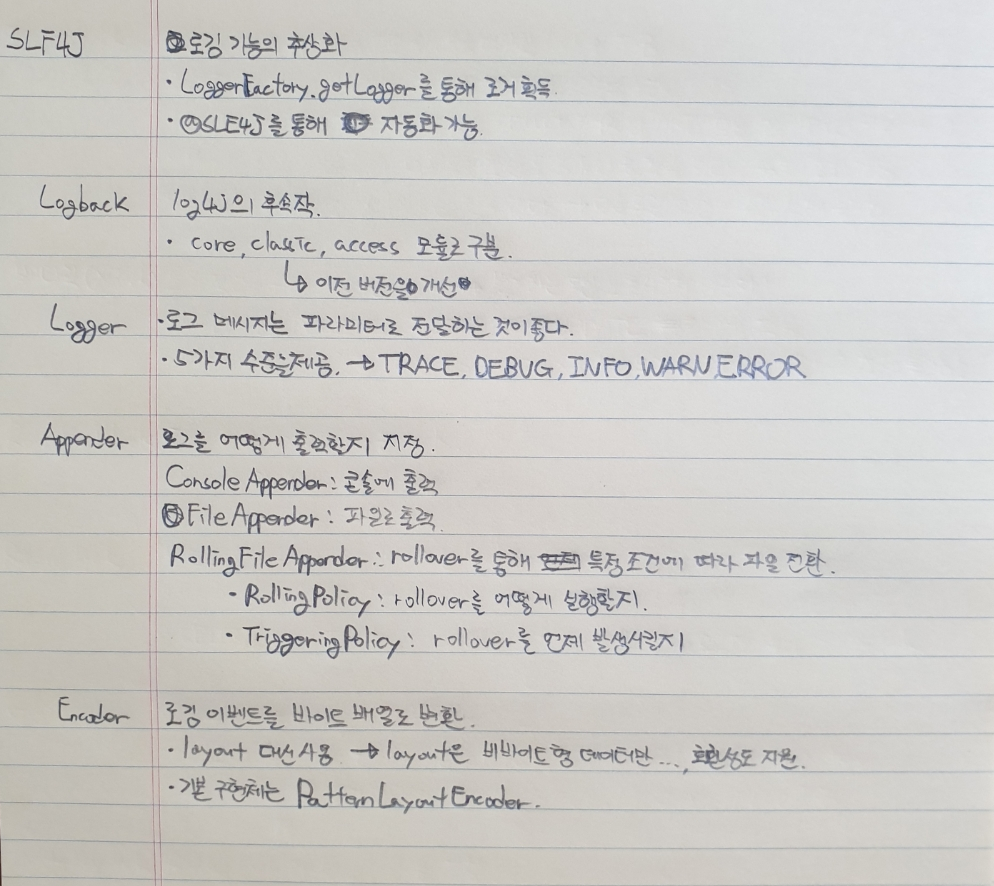 SLF4J 로깅 기능의 추상화
· LoggerFactory.getLogger를 통해 로거 획득.
· SLF4J를 통해 자동화 가능.
Logback log4j의 후속작.
· core, classic, access 모듈로 구분.
↳ 이전 버전을 개선
Logger · 로그 메시지는 파라미터로 전달하는 것이 좋다.
· 5가지 수준을 제공. → TRACE, DEBUG, INFO, WARN, ERROR
Appender 로그를 어떻게 출력할지 지정.
Console Appender : 콘솔에 출력
File Appender : 파일로 출력.
RollingFile Appender : rollover를 통해 특정 조건에 따라 파일 전환.
· RollingPolicy : rollover를 어떻게 실행할지.
· TriggeringPolicy : rollover를 언제 발생시킬지
Encoder 로깅 이벤트를 바이트 배열로 변환.
· layout 대신 사용 → layout은 비바이트형 데이터만 ..., 호환성도 지원.
· 기본 구현체는 PatternLayoutEncoder.